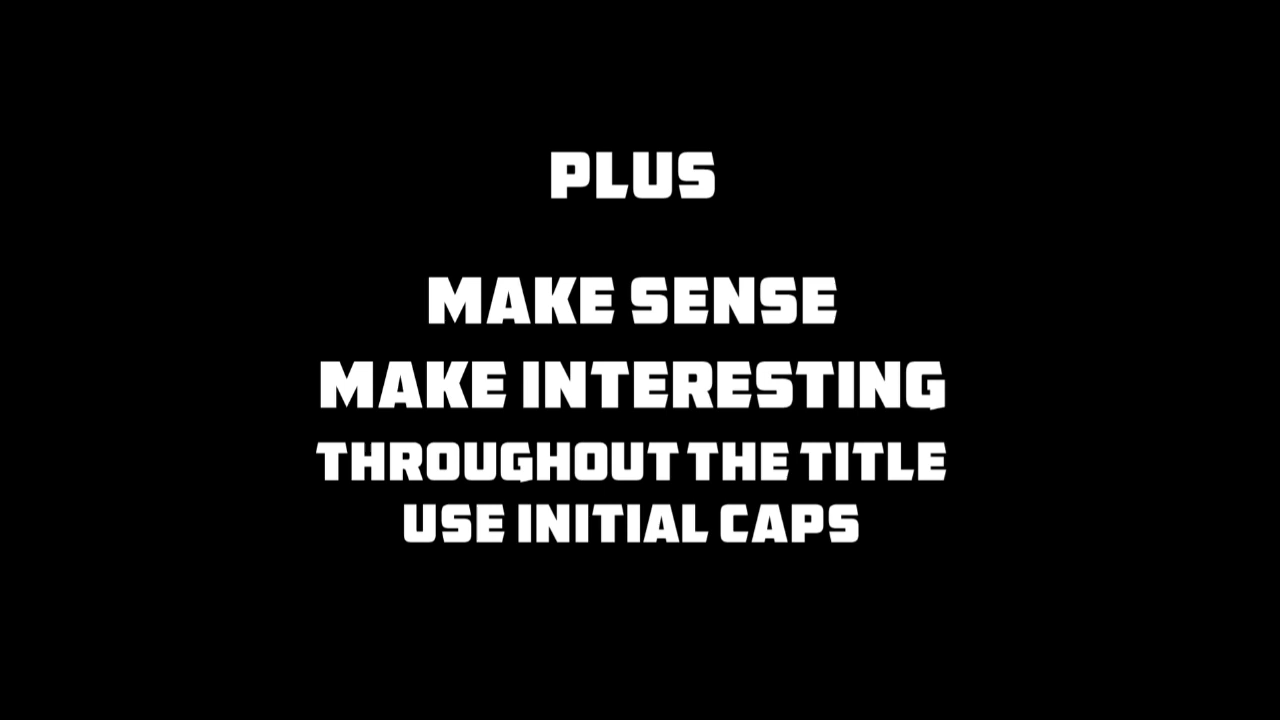 PLUS
MAKE SENSE
MAKE INTERESTING
THROUGHOUT THE TITLE
USE INITIAL CAPS